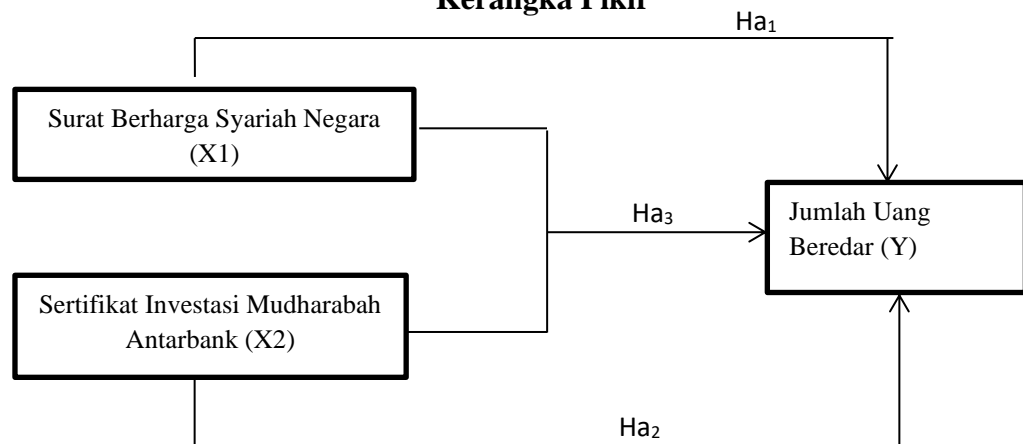 Kerangka Pikir
Ha₁
Surat Berharga Syariah Negara
(X1)
Ha₃
Jumlah Uang
Beredar (Y)
Sertifikat Investasi Mudharabah
Antarbank (X2)
Ha₂